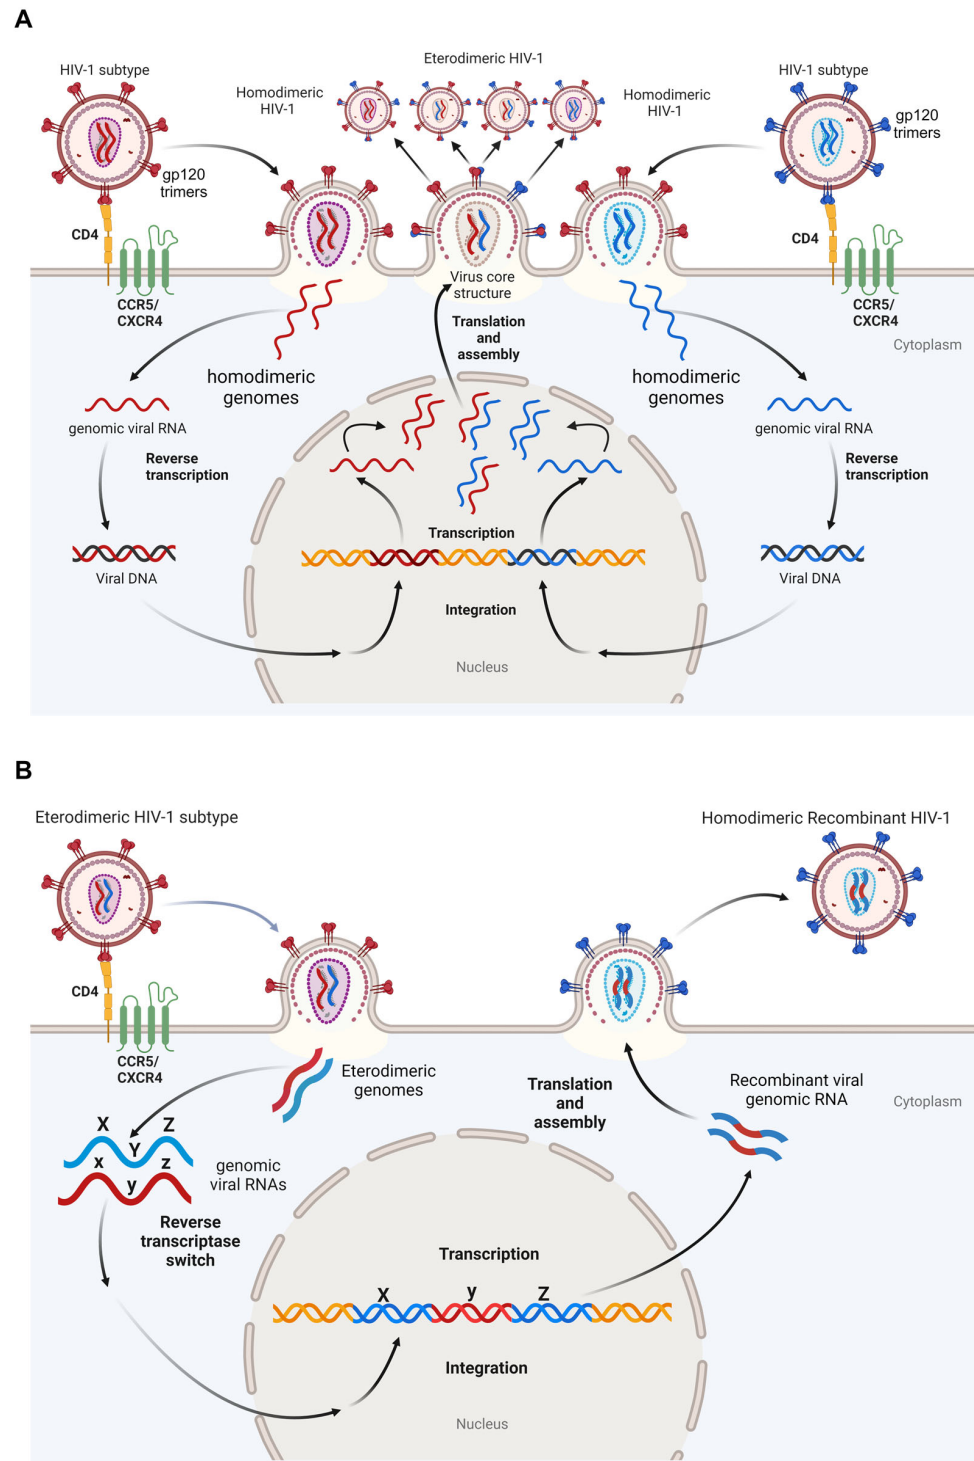 A
HIV-1 subtype
Homodimeric
HIV-1
Eterodimeric HIV-1
Homodimeric
HIV-1
HIV-1 subtype
gp120
trimers
gp120
trimers
CD4
CCR5/
CXCR4
Virus core
structure
CD4
CCR5/
CXCR4
Cytoplasm
Translation
and
assembly
homodimeric
genomes
homodimeric
genomes
genomic viral RNA
genomic viral RNA
Reverse
transcription
Reverse
transcription
Transcription
Viral DNA
Viral DNA
Integration
Nucleus
B
Eterodimeric HIV-1 subtype
Homodimeric Recombinant HIV-1
CD4
CCR5/
CXCR4
Eterodimeric
genomes
Translation
and
assembly
Recombinant viral
genomic RNA
Cytoplasm
X Y Z
x y z
genomic
viral RNAs
Reverse
transcriptase
switch
Transcription
X y Z
Integration
Nucleus